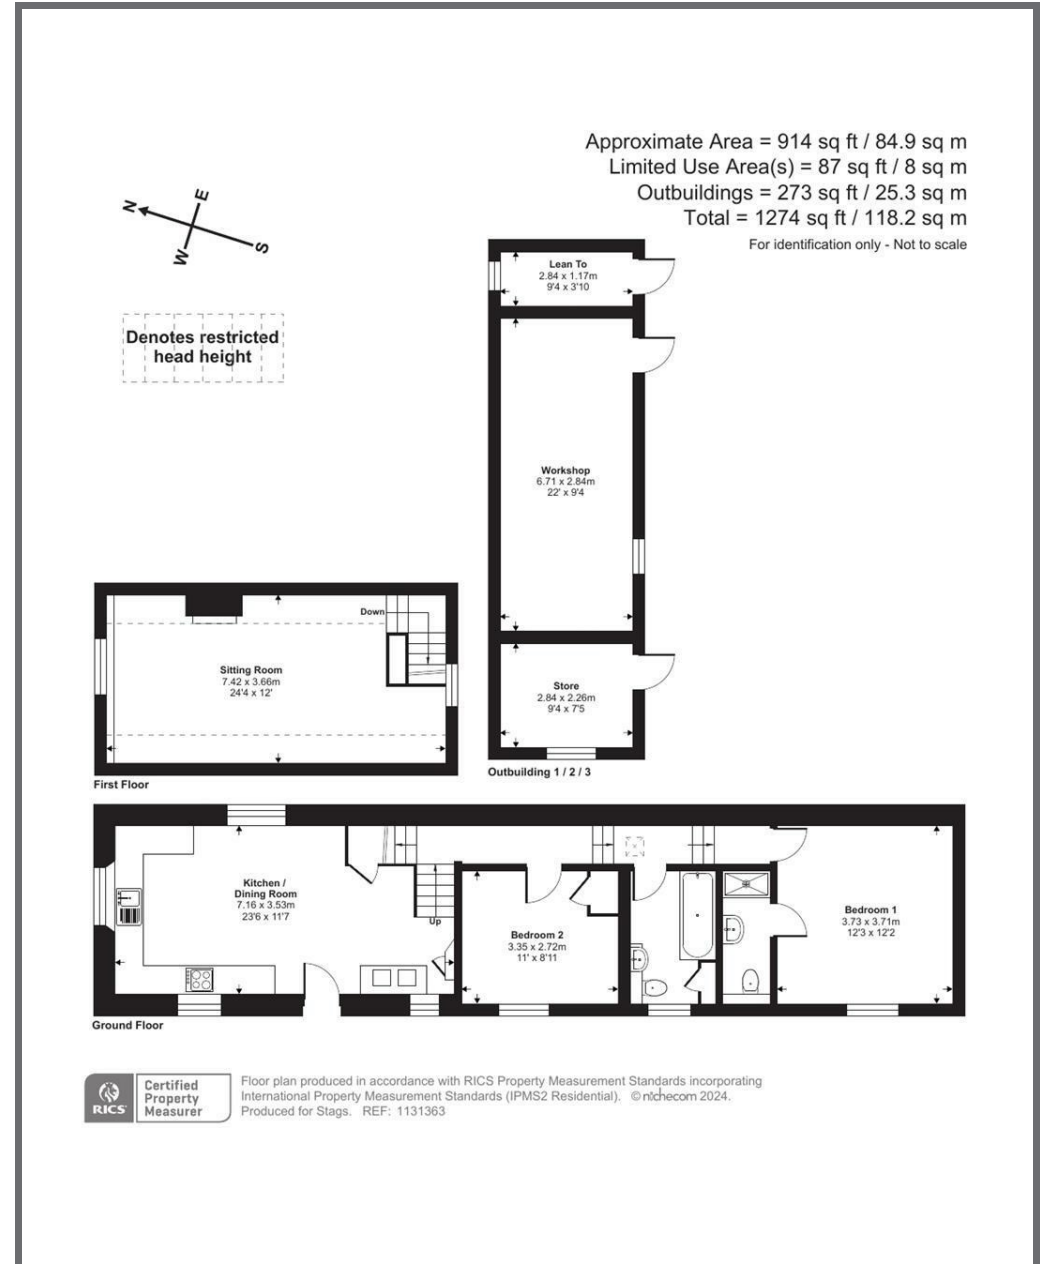 Approximate Area = 914 sq ft / 84.9 sq m
Limited Use Area(s) = 87 sq ft / 8 sq m
Outbuildings = 273 sq ft / 25.3 sq m
Total = 1274 sq ft / 118.2 sq m
For identification only - Not to scale
N
E
W
S
Denotes restricted
head height
Lean To
2.84 x 1.17m
9'4 x 3'10
Workshop
6.71 x 2.84m
22' x 9'4
Store
2.84 x 2.26m
9'4 x 7'5
Outbuilding 1 / 2 / 3
Down
Sitting Room
7.42 x 3.66m
24'4 x 12'
First Floor
Kitchen /
Dining Room
7.16 x 3.53m
23'6 x 11'7
Up
Bedroom 2
3.35 x 2.72m
11' x 8'11
Bedroom 1
3.73 x 3.71m
12'3 x 12'2
Ground Floor
RICS
Certified
Property
Measurer
Floor plan produced in accordance with RICS Property Measurement Standards incorporating
International Property Measurement Standards (IPMS2 Residential). © nichecom 2024.
Produced for Stags. REF: 1131363